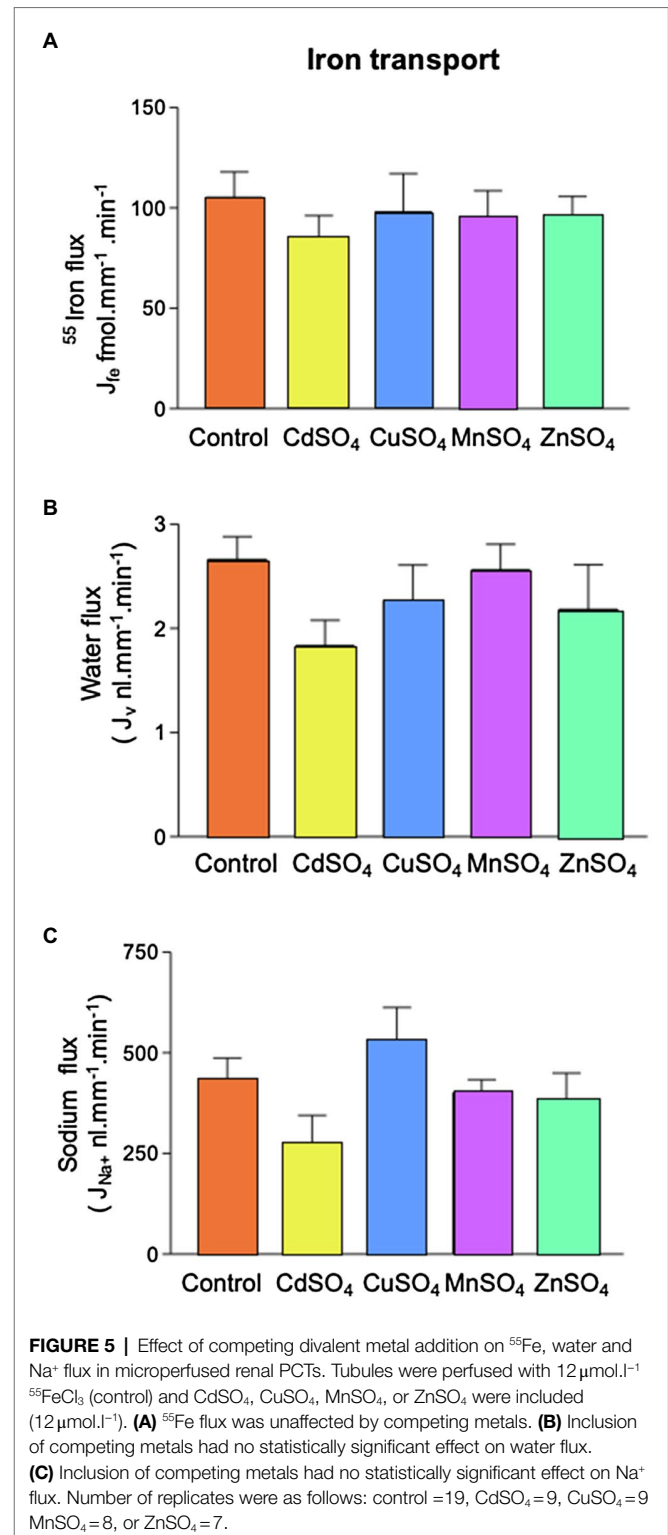 A
Iron transport
150
100
50
0
⁵⁵ Iron flux
J_fe fmol.mm⁻¹ .min⁻¹
Control CdSO₄ CuSO₄ MnSO₄ ZnSO₄
B
3
2
1
0
Water flux
( J_v nl.mm⁻¹.min⁻¹)
Control CdSO₄ CuSO₄ MnSO₄ ZnSO₄
C
750
500
250
0
Sodium flux
( J_Na⁺ nl.mm⁻¹.min⁻¹)
Control CdSO₄ CuSO₄ MnSO₄ ZnSO₄
FIGURE 5 | Effect of competing divalent metal addition on ⁵⁵Fe, water and
Na⁺ flux in microperfused renal PCTs. Tubules were perfused with 12 μmol.l⁻¹
⁵⁵FeCl₃ (control) and CdSO₄, CuSO₄, MnSO₄, or ZnSO₄ were included
(12 μmol.l⁻¹). (A) ⁵⁵Fe flux was unaffected by competing metals. (B) Inclusion
of competing metals had no statistically significant effect on water flux.
(C) Inclusion of competing metals had no statistically significant effect on Na⁺
flux. Number of replicates were as follows: control =19, CdSO₄=9, CuSO₄=9
MnSO₄=8, or ZnSO₄=7.